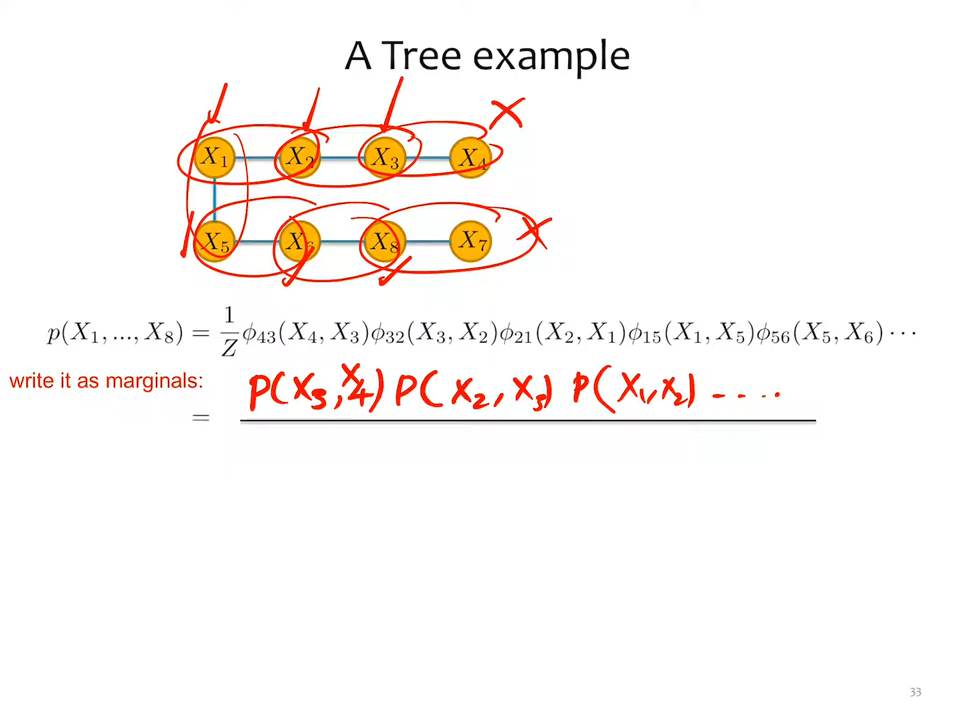 A Tree example
X₁ X₂ X₃ X₄
X₅ X₆ X₈ X₇
p(X₁, ..., X₈) = 1/Z ϕ₄₃(X₄, X₃)ϕ₃₂(X₃, X₂)ϕ₂₁(X₂, X₁)ϕ₁₅(X₁, X₅)ϕ₅₆(X₅, X₆) ⋯
write it as marginals: P(X₃, X₄) P(X₂, X₃) P(X₁, X₂) ....
=
33